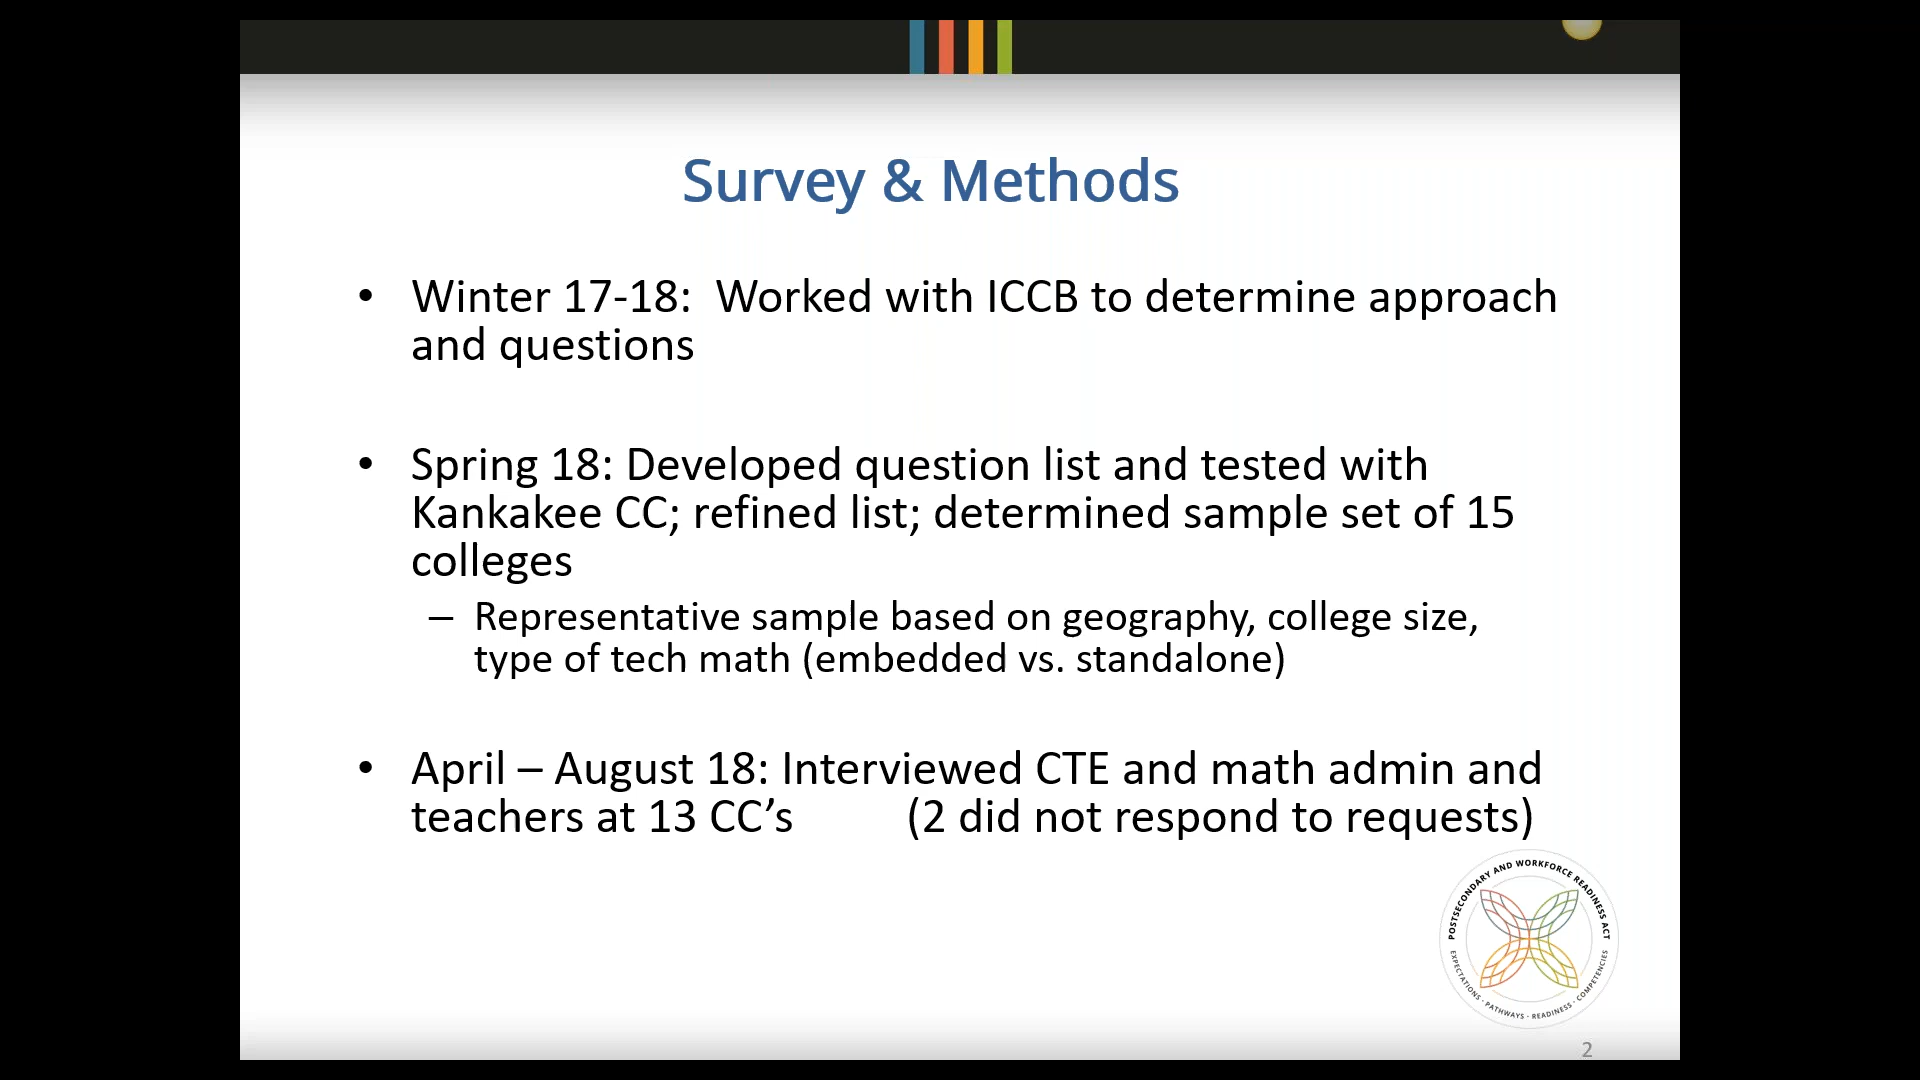 Survey & Methods
• Winter 17-18:  Worked with ICCB to determine approach
and questions
• Spring 18: Developed question list and tested with
Kankakee CC; refined list; determined sample set of 15
colleges
– Representative sample based on geography, college size,
type of tech math (embedded vs. standalone)
• April – August 18: Interviewed CTE and math admin and
teachers at 13 CC’s (2 did not respond to requests)
POSTSECONDARY AND WORKFORCE READINESS ACT
EXPECTATIONS · PATHWAYS · READINESS · COMPETENCIES
2